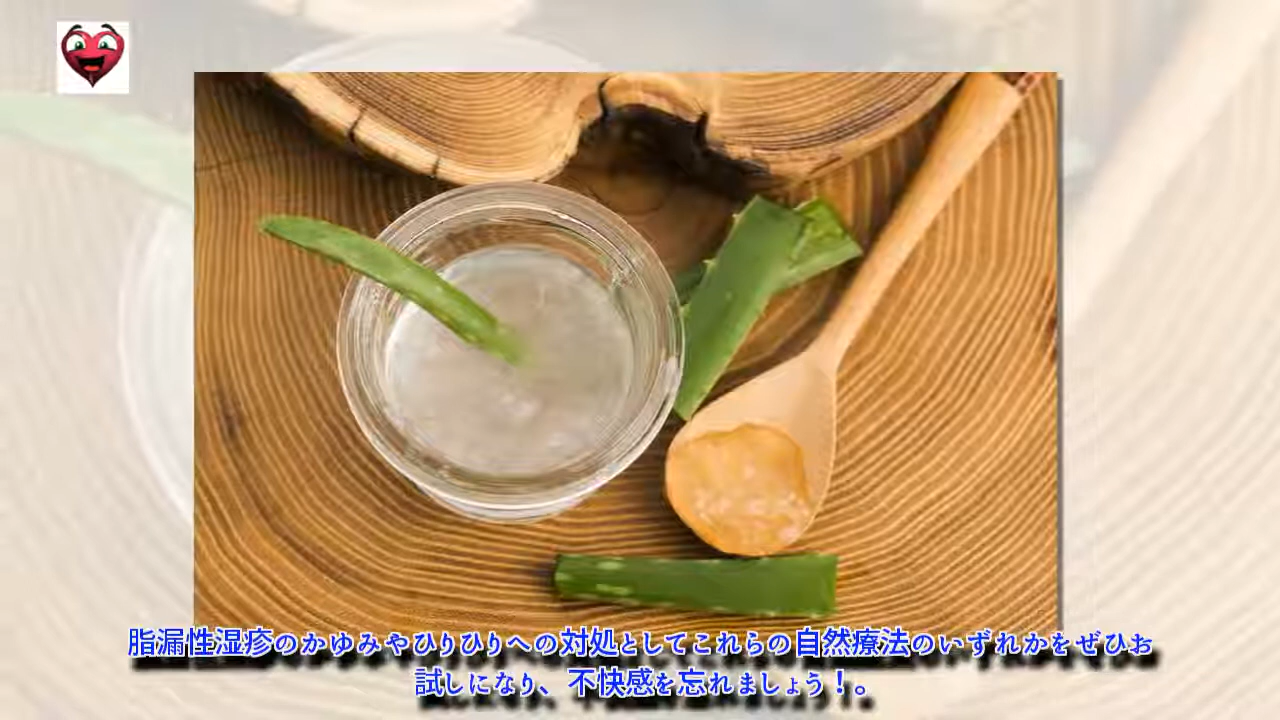 脂漏性湿疹のかゆみやひりひりへの対処としてこれらの自然療法のいずれかをぜひお
試しになり、不快感を忘れましょう！。